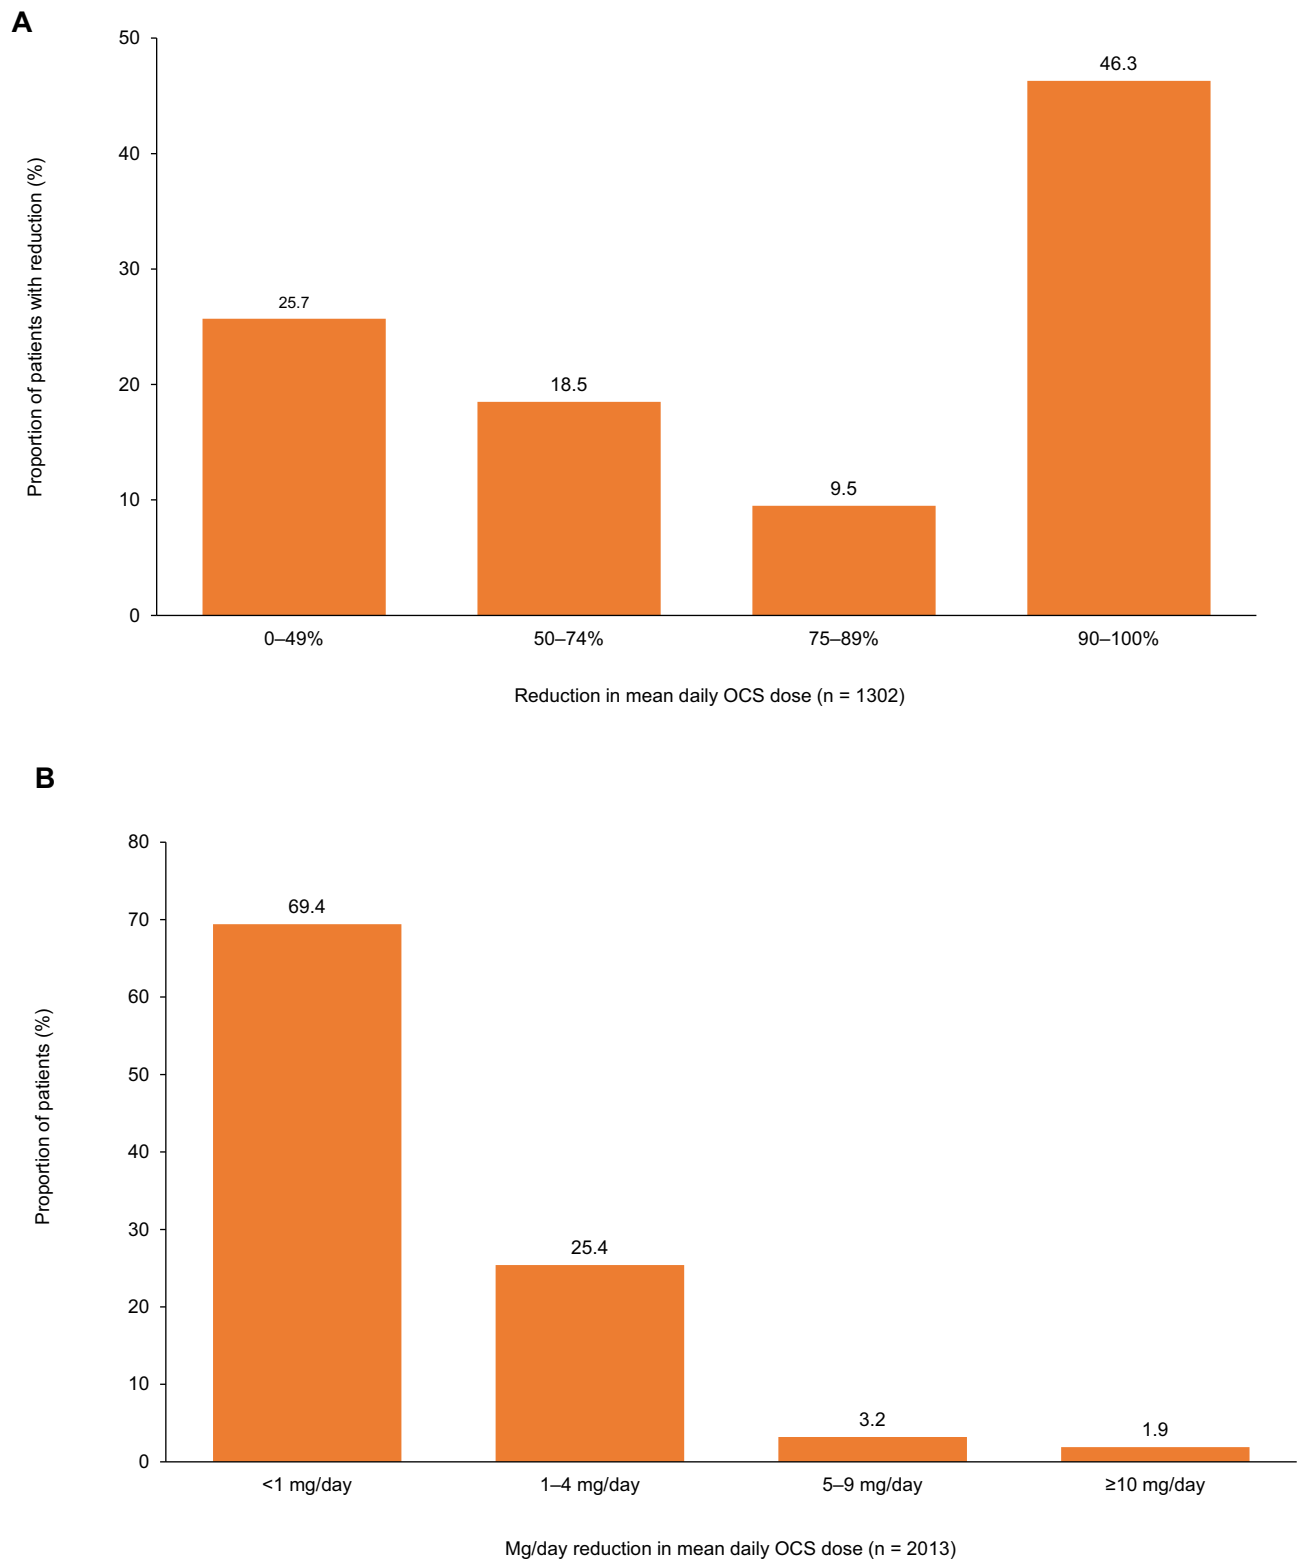 A
50
40
30
20
10
0
Proportion of patients with reduction (%)
25.7
18.5
9.5
46.3
0–49%
50–74%
75–89%
90–100%
Reduction in mean daily OCS dose (n = 1302)
B
80
70
60
50
40
30
20
10
0
Proportion of patients (%)
69.4
25.4
3.2
1.9
<1 mg/day
1–4 mg/day
5–9 mg/day
≥10 mg/day
Mg/day reduction in mean daily OCS dose (n = 2013)